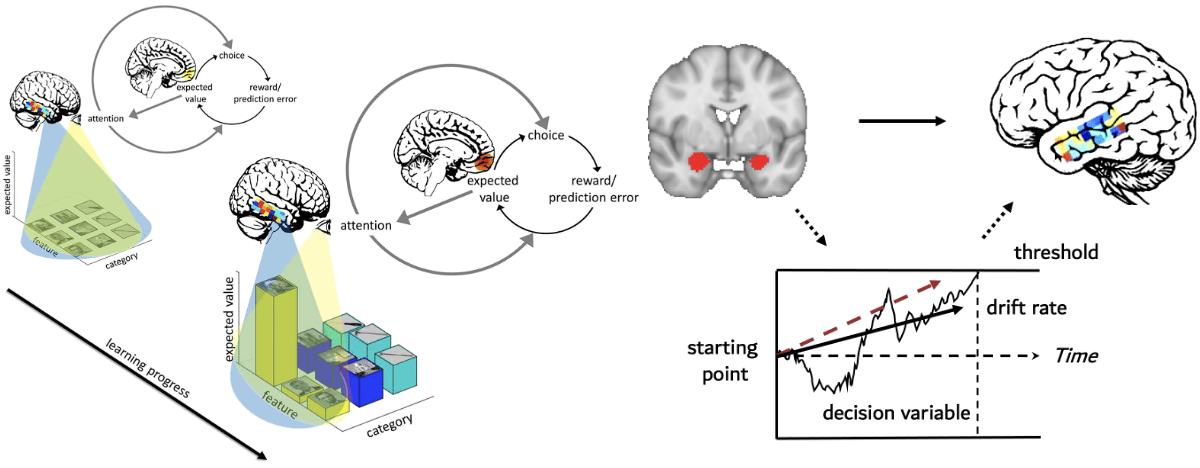 choice
expected
value
reward/
prediction error
attention
expected value
feature
category
choice
expected
value
reward/
prediction error
attention
expected value
feature
category
learning progress
threshold
drift rate
starting
point
Time
decision variable